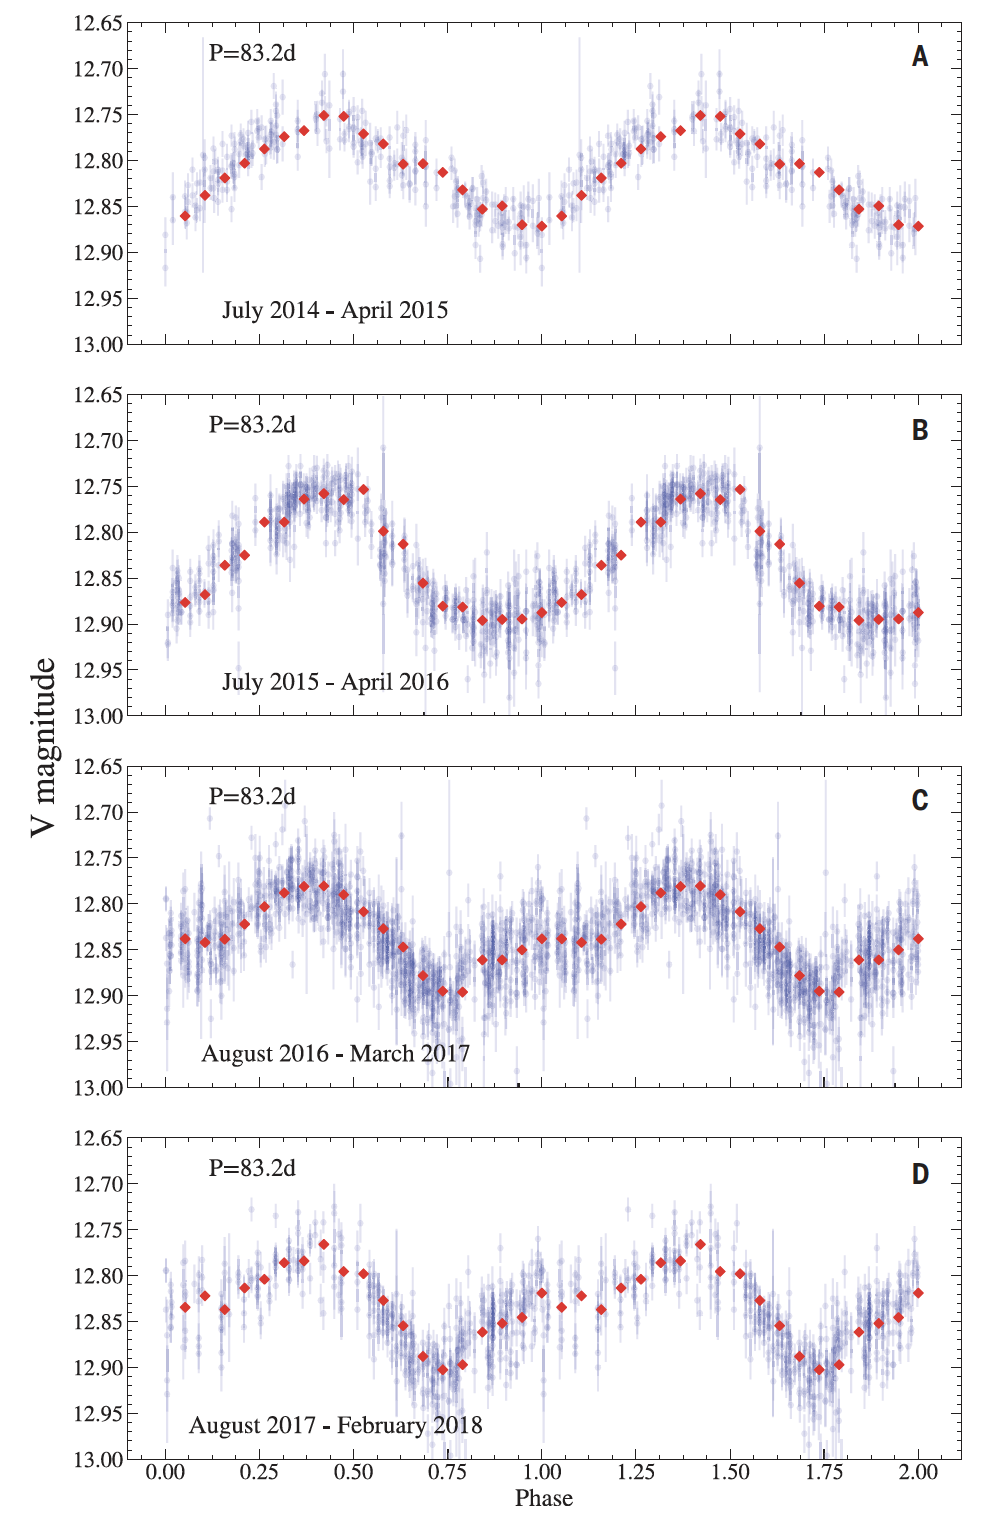 V magnitude
12.65
12.70
12.75
12.80
12.85
12.90
12.95
13.00
P=83.2d
A
July 2014 - April 2015
12.65
12.70
12.75
12.80
12.85
12.90
12.95
13.00
P=83.2d
B
July 2015 - April 2016
12.65
12.70
12.75
12.80
12.85
12.90
12.95
13.00
P=83.2d
C
August 2016 - March 2017
12.65
12.70
12.75
12.80
12.85
12.90
12.95
13.00
P=83.2d
D
August 2017 - February 2018
0.00 0.25 0.50 0.75 1.00 1.25 1.50 1.75 2.00
Phase